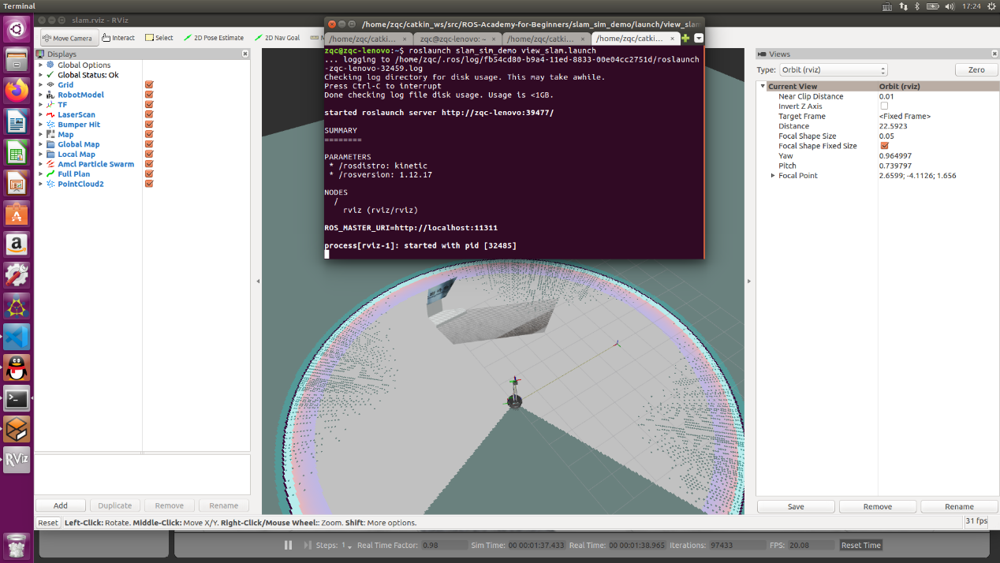 Terminal
17:24
slam.rviz - RViz
Move Camera
Interact
Select
2D Pose Estimate
2D Nav Goal
Displays
Global Options
Global Status: Ok
Grid
RobotModel
TF
LaserScan
Bumper Hit
Map
Global Map
Local Map
Amcl Particle Swarm
Full Plan
PointCloud2
Add
Duplicate
Remove
Rename
/home/zqc/catkin_ws/src/ROS-Academy-for-Beginners/slam_sim_demo/launch/view_slam
/home/zqc/catki... × zqc@zqc-lenovo: ~ × /home/zqc/catki... × /home/zqc/catki... ×
zqc@zqc-lenovo:~$ roslaunch slam_sim_demo view_slam.launch
... logging to /home/zqc/.ros/log/fb54cd80-b9a4-11ed-8833-00e04cc2751d/roslaunch
-zqc-lenovo-32459.log
Checking log directory for disk usage. This may take awhile.
Press Ctrl-C to interrupt
Done checking log file disk usage. Usage is <1GB.
started roslaunch server http://zqc-lenovo:39477/
SUMMARY
========
PARAMETERS
* /rosdistro: kinetic
* /rosversion: 1.12.17
NODES
/
rviz (rviz/rviz)
ROS_MASTER_URI=http://localhost:11311
process[rviz-1]: started with pid [32485]
Views
Type: Orbit (rviz) Zero
Current View Orbit (rviz)
Near Clip Distance 0.01
Invert Z Axis
Target Frame <Fixed Frame>
Distance 22.5923
Focal Shape Size 0.05
Focal Shape Fixed Size
Yaw 0.964997
Pitch 0.739797
Focal Point 2.6599; -4.1126; 1.656
Save Remove Rename
Reset Left-Click: Rotate. Middle-Click: Move X/Y. Right-Click/Mouse Wheel:: Zoom. Shift: More options. 31 fps
RViz
Steps: 1 Real Time Factor: 0.98 Sim Time: 00 00:01:37.433 Real Time: 00 00:01:38.965 Iterations: 97433 FPS: 20.08 Reset Time